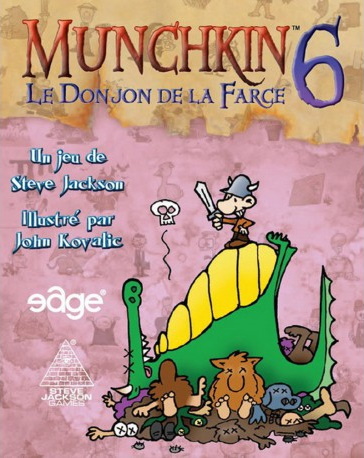 MUNCHKIN™ 6
LE DONJON DE LA FARCE
Un jeu de
Steve Jackson
Illustré par
John Kovalic
edge
STEVE
JACKSON
GAMES